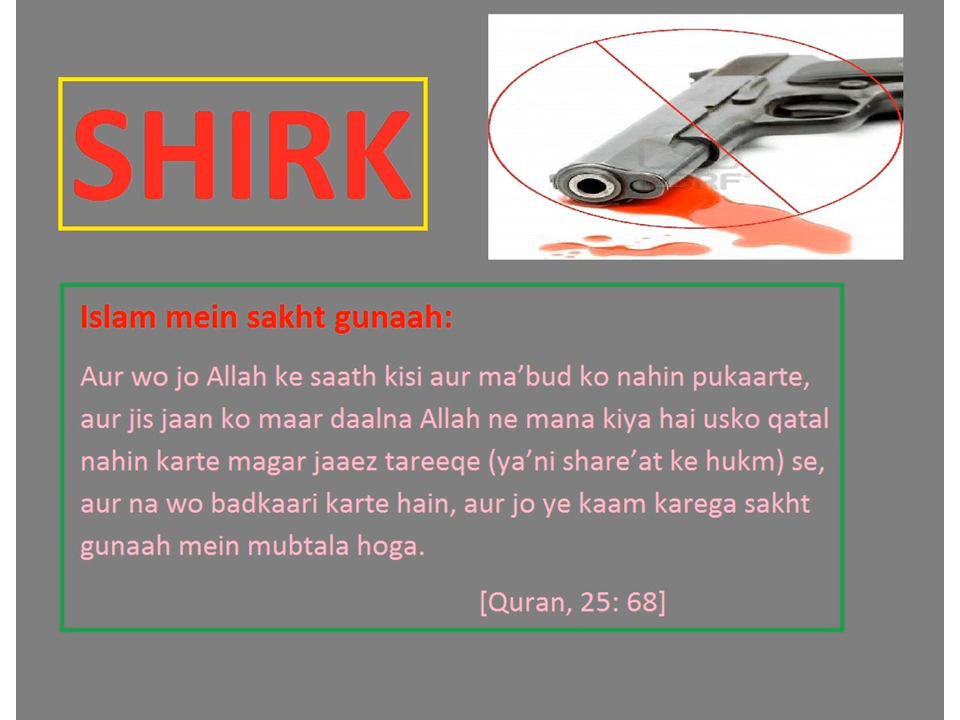 SHIRK
Islam mein sakht gunaah:
Aur wo jo Allah ke saath kisi aur ma’bud ko nahin pukaarte,
aur jis jaan ko maar daalna Allah ne mana kiya hai usko qatal
nahin karte magar jaaez tareeqe (ya’ni share’at ke hukm) se,
aur na wo badkaari karte hain, aur jo ye kaam karega sakht
gunaah mein mubtala hoga.
[Quran, 25: 68]